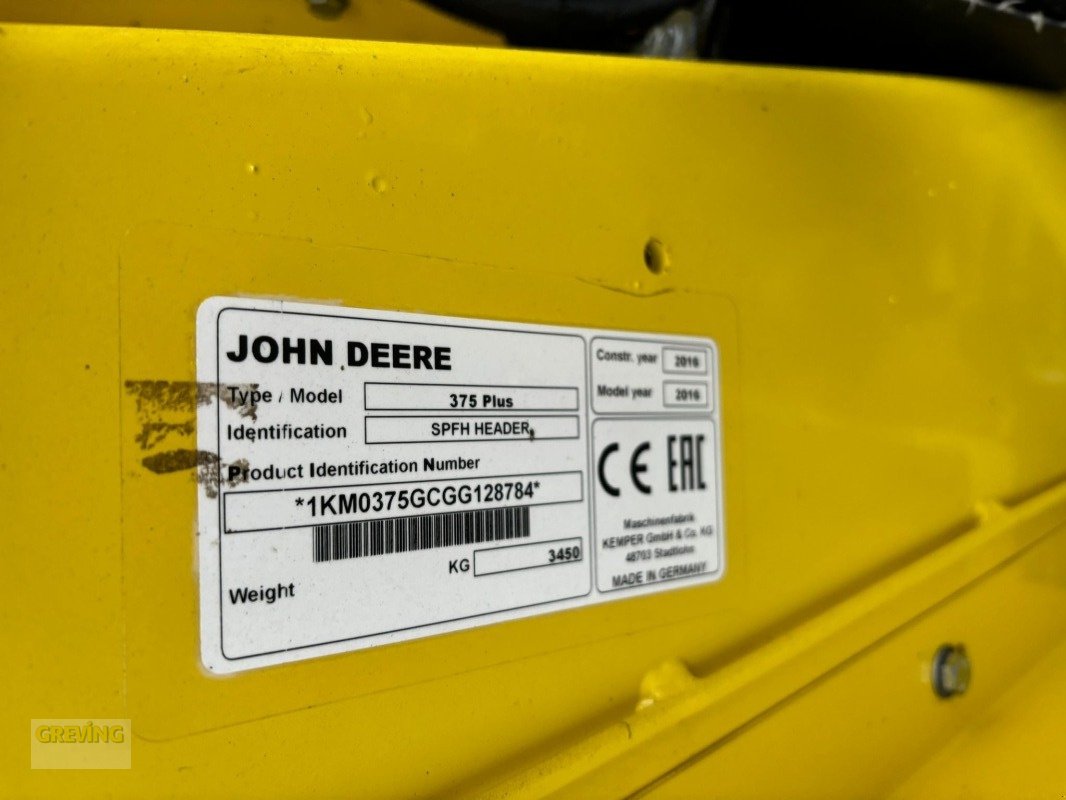 JOHN DEERE
Type / Model 375 Plus
Identification SPFH HEADER
Product Identification Number
*1KM0375GCGG128784*
KG 3450
Weight
Constr. year 2016
Model year 2016
CE EAC
Maschinenfabrik
KEMPER GmbH & Co. KG
48703 Stadtlohn
MADE IN GERMANY
GREVING